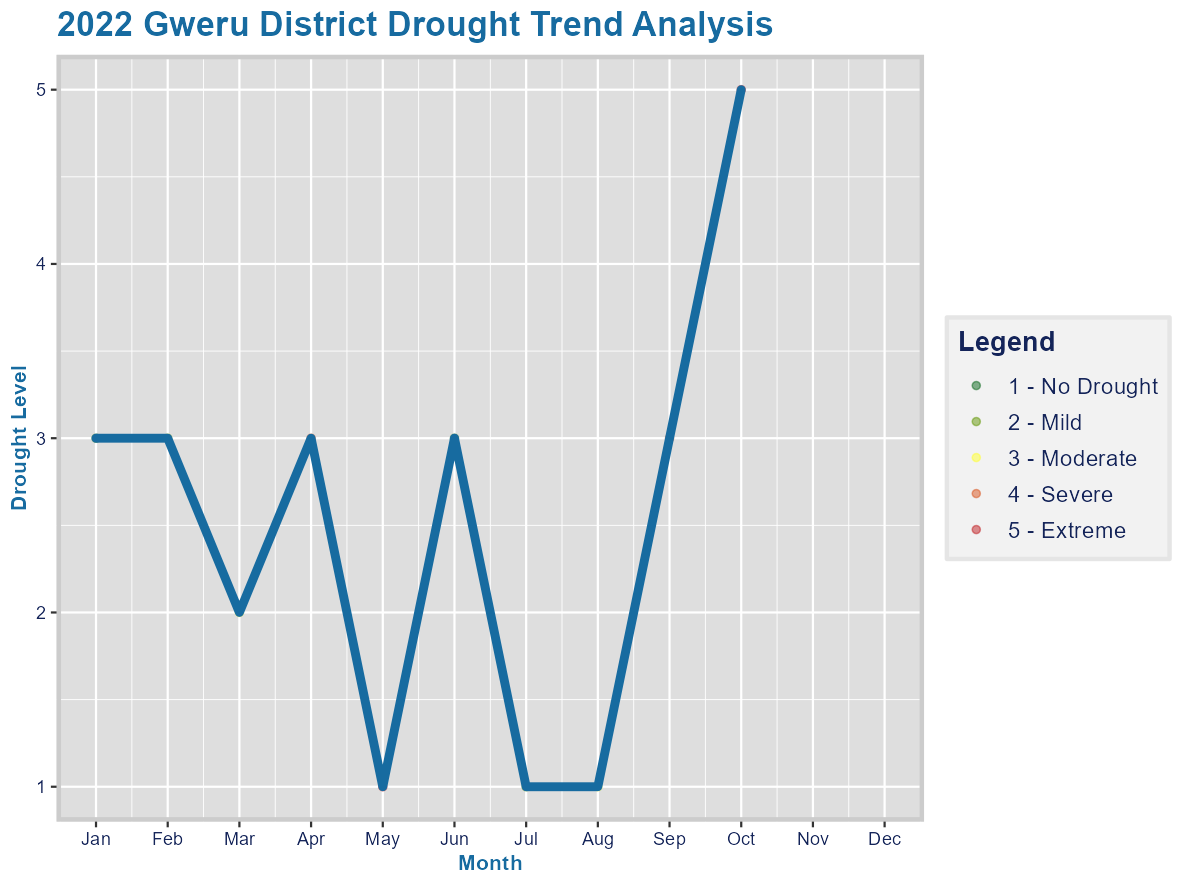 2022 Gweru District Drought Trend Analysis
5
4
3
2
1
Drought Level
Jan Feb Mar Apr May Jun Jul Aug Sep Oct Nov Dec
Month
Legend
1 - No Drought
2 - Mild
3 - Moderate
4 - Severe
5 - Extreme